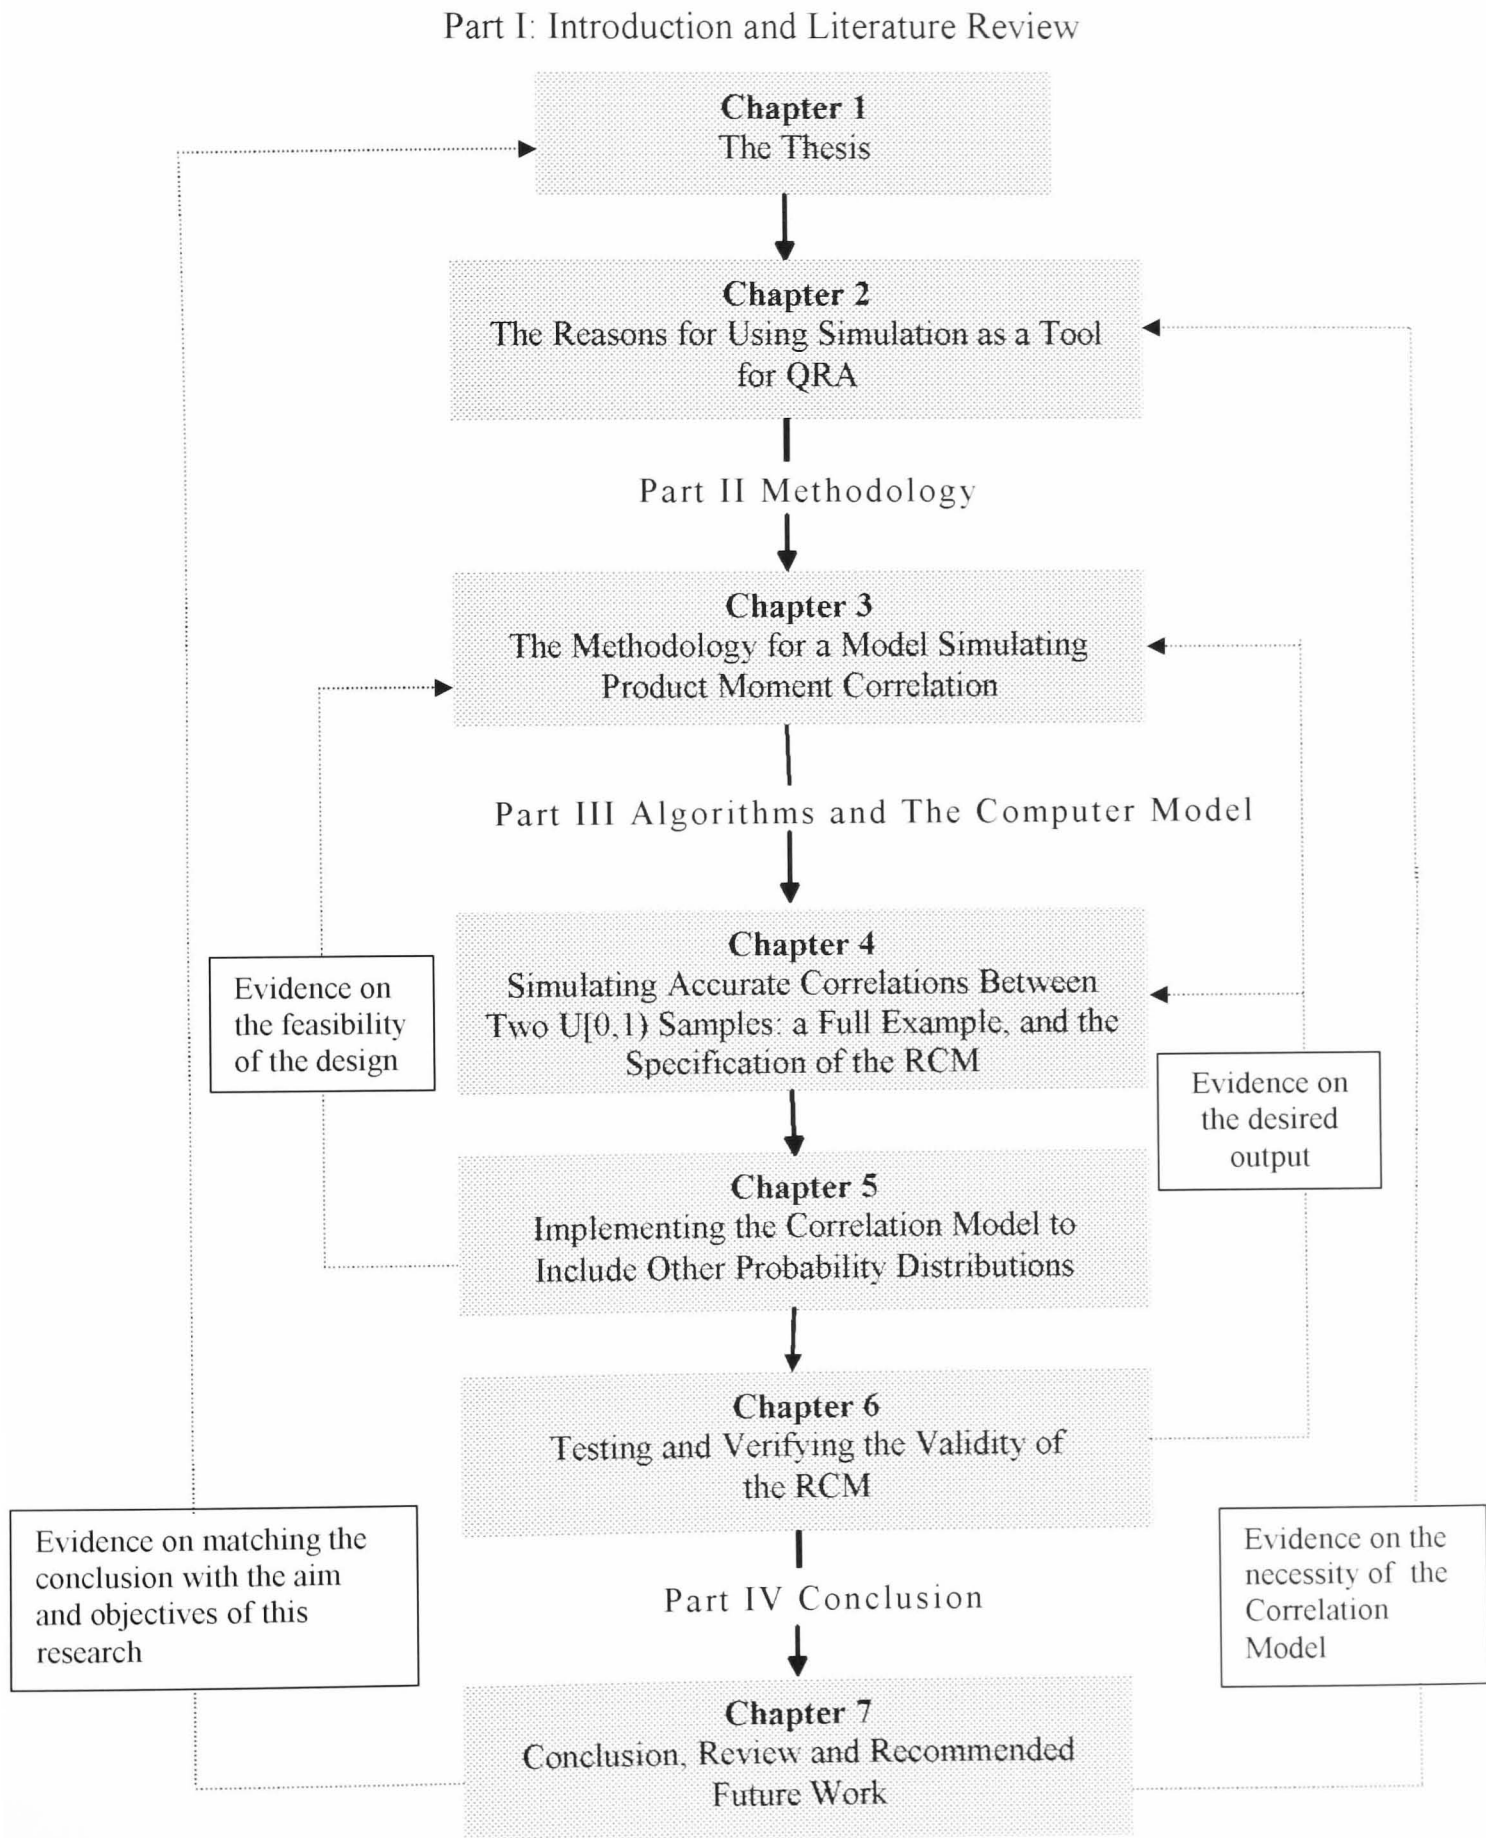 Part I: Introduction and Literature Review
Chapter 1
The Thesis
Chapter 2
The Reasons for Using Simulation as a Tool
for QRA
Part II Methodology
Chapter 3
The Methodology for a Model Simulating
Product Moment Correlation
Part III Algorithms and The Computer Model
Chapter 4
Simulating Accurate Correlations Between
Two U[0,1) Samples: a Full Example, and the
Specification of the RCM
Evidence on
the feasibility
of the design
Evidence on
the desired
output
Chapter 5
Implementing the Correlation Model to
Include Other Probability Distributions
Chapter 6
Testing and Verifying the Validity of
the RCM
Evidence on matching the
conclusion with the aim
and objectives of this
research
Evidence on the
necessity of the
Correlation
Model
Part IV Conclusion
Chapter 7
Conclusion, Review and Recommended
Future Work